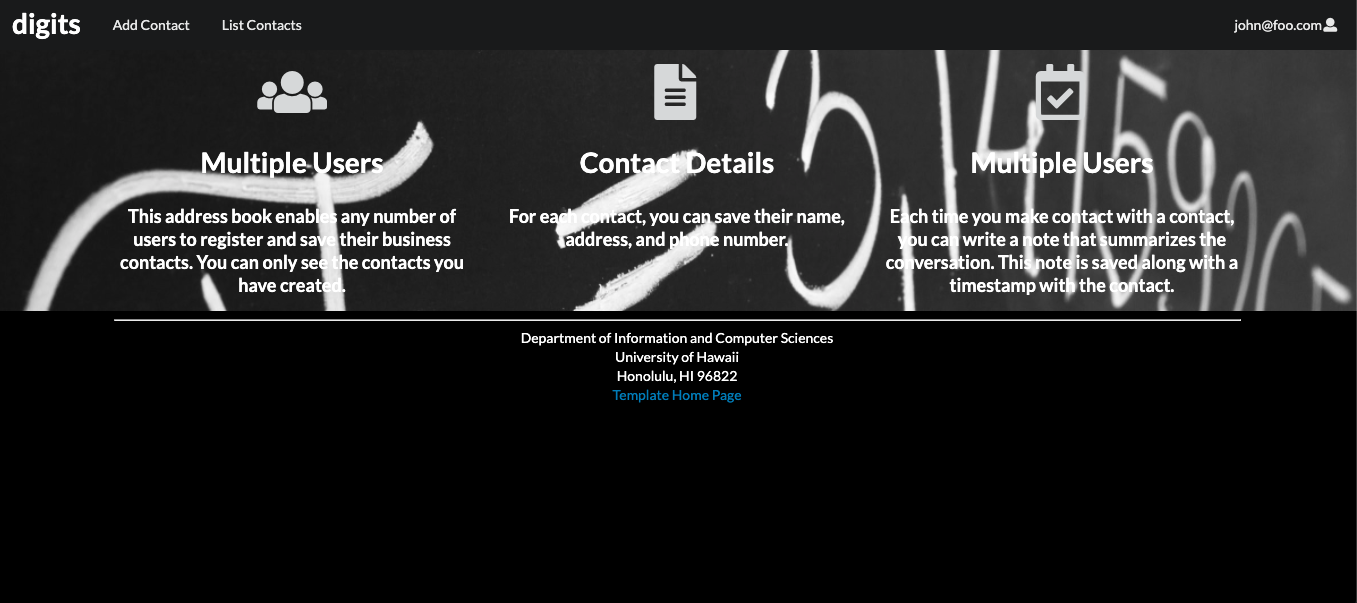 digits Add Contact List Contacts john@foo.com
Multiple Users
This address book enables any number of
users to register and save their business
contacts. You can only see the contacts you
have created.
Contact Details
For each contact, you can save their name,
address, and phone number.
Multiple Users
Each time you make contact with a contact,
you can write a note that summarizes the
conversation. This note is saved along with a
timestamp with the contact.
Department of Information and Computer Sciences
University of Hawaii
Honolulu, HI 96822
Template Home Page